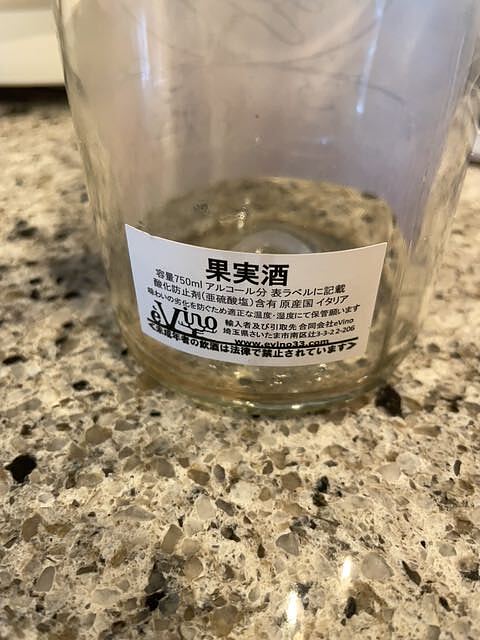 果実酒
容量750ml アルコール分 表ラベルに記載
酸化防止剤(亜硫酸塩)含有 原産国 イタリア
味わいの劣化を防ぐため適正な温度・湿度にて保管願います
eVino
輸入者及び引取先 合同会社eVino
埼玉県さいたま市南区辻3-3-22-206
www.evino33.com
<未成年者の飲酒は法律で禁止されています>